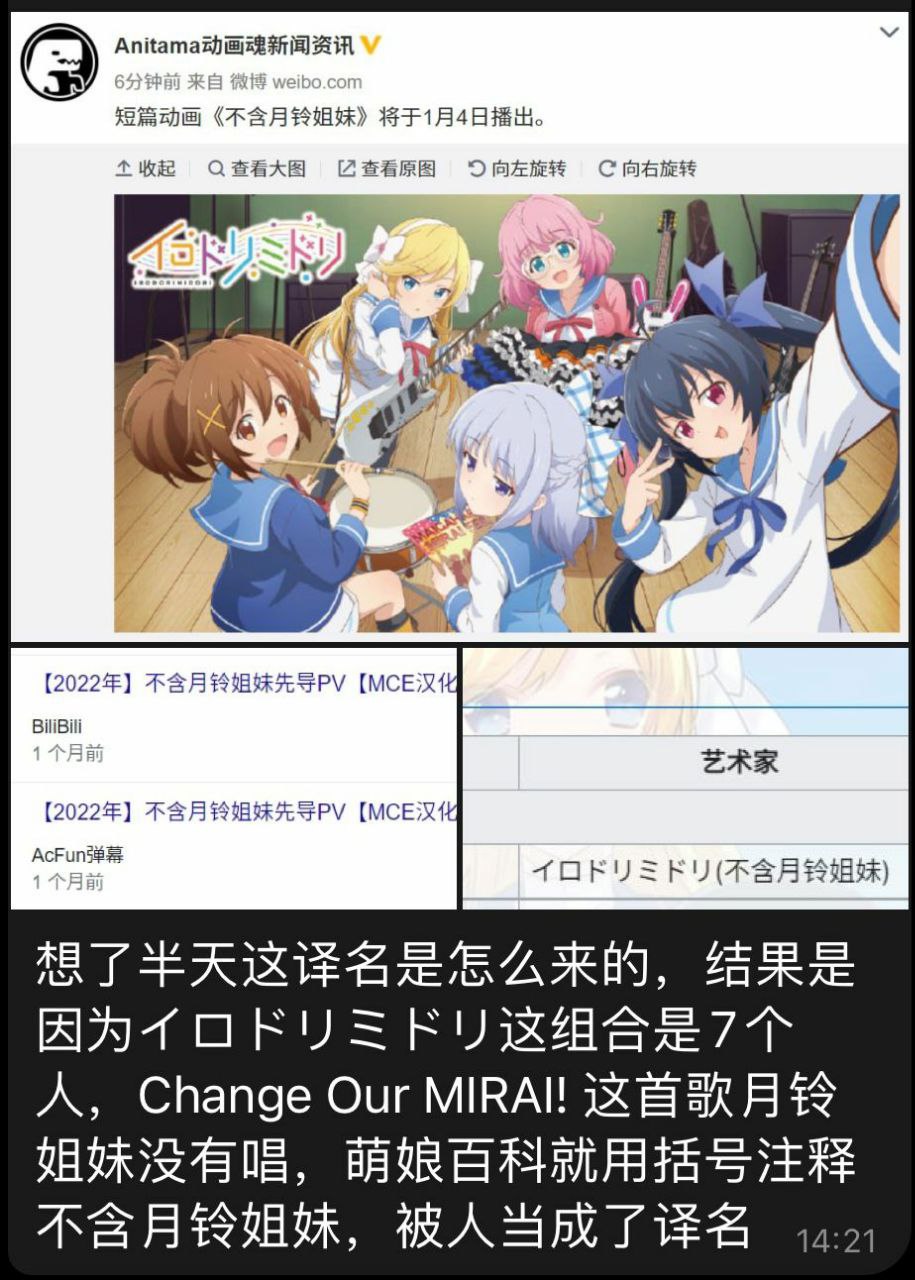 Anitama动画魂新闻资讯
6分钟前 来自 微博 weibo.com
短篇动画《不含月铃姐妹》将于1月4日播出。
收起 查看大图 查看原图 向左旋转 向右旋转
イロドリミドリ
IRODORIMIDORI
【2022年】不含月铃姐妹先导PV【MCE汉化
BiliBili
1 个月前
【2022年】不含月铃姐妹先导PV【MCE汉化
AcFun弹幕
1 个月前
艺术家
イロドリミドリ(不含月铃姐妹)
想了半天这译名是怎么来的，结果是
因为イロドリミドリ这组合是7个
人，Change Our MIRAI! 这首歌月铃
姐妹没有唱，萌娘百科就用括号注释
不含月铃姐妹，被人当成了译名
14:21